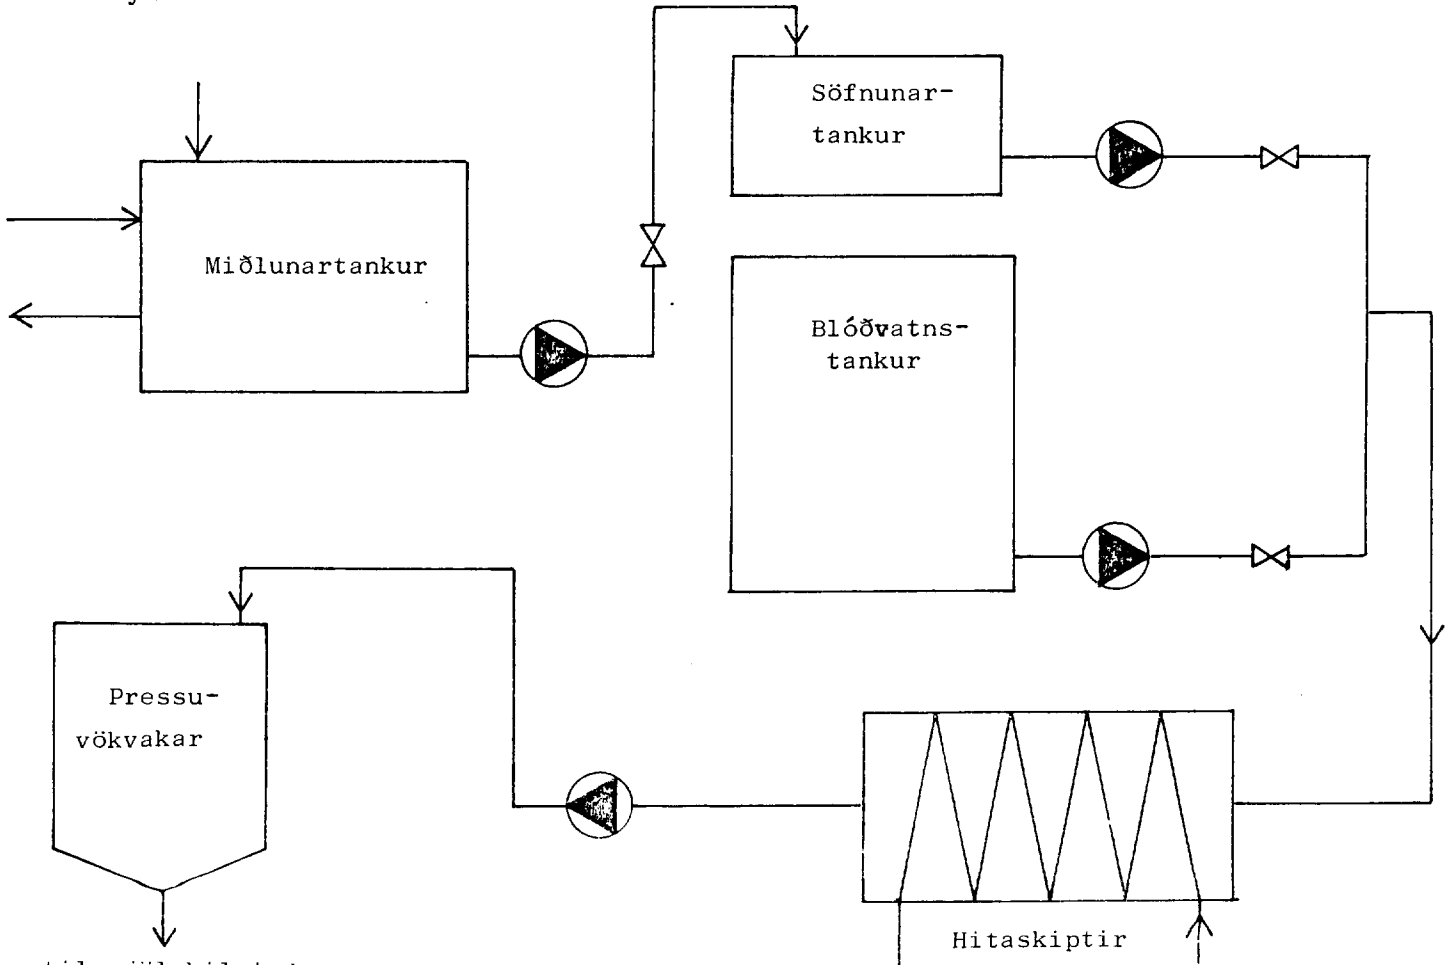 Söfnunar-
tankur
Miðlunartankur
Blóðvatns-
tankur
Pressu-
vökvakar
Hitaskiptir